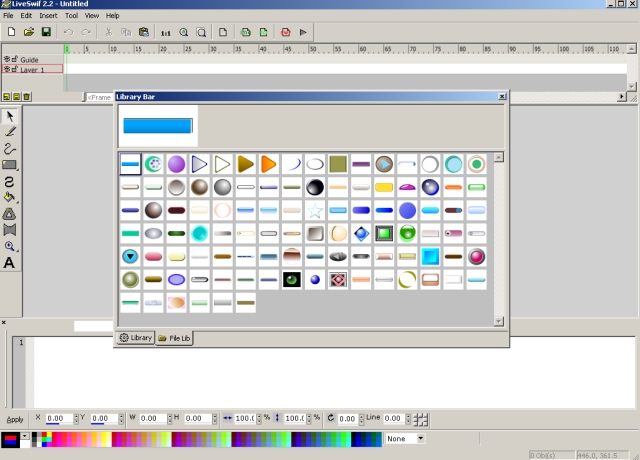 LiveSwif 2.2 - Untitled
File Edit Insert Tool View Help
1:1
1 5 10 15 20 25 30 35 40 45 50 55 60 65 70 75 80 85 90 95 100 105 110
Guide
Layer 1
<Frame
Library Bar
A
Library File Lib
1
Apply X 0.00 Y 0.00 W 0.00 H 0.00 100.( % 100.( % 0.00 Line 0.00
None
0 Obj(s) 446.0, 361.5